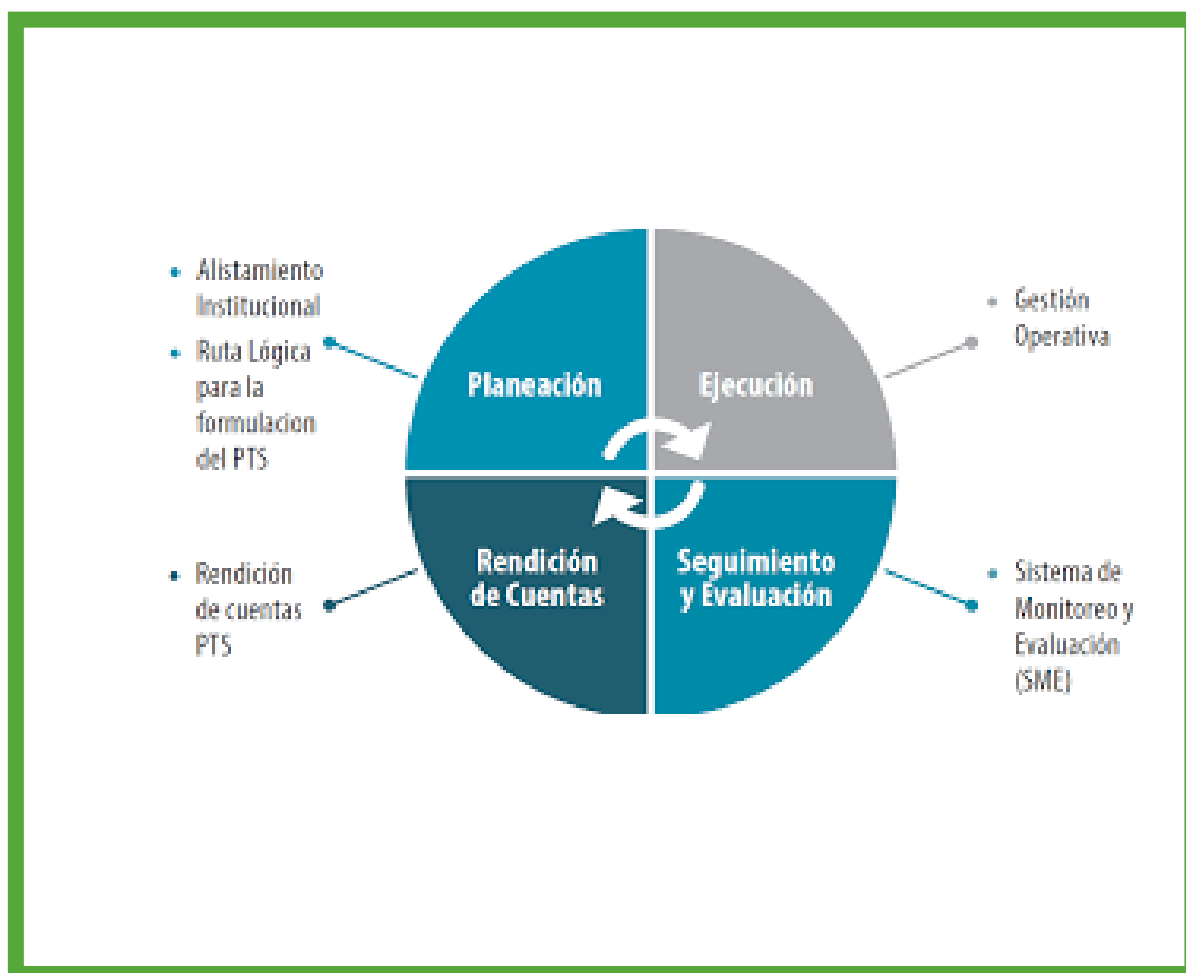 • Alistamiento
Institucional
• Ruta Lógica
para la
formulacion
del PTS
Planeación
Ejecución
• Gestión
Operativa
• Rendición
de cuentas
PTS
Rendición
de Cuentas
Seguimiento
y Evaluación
• Sistema de
Monitoreo y
Evaluación
(SME)